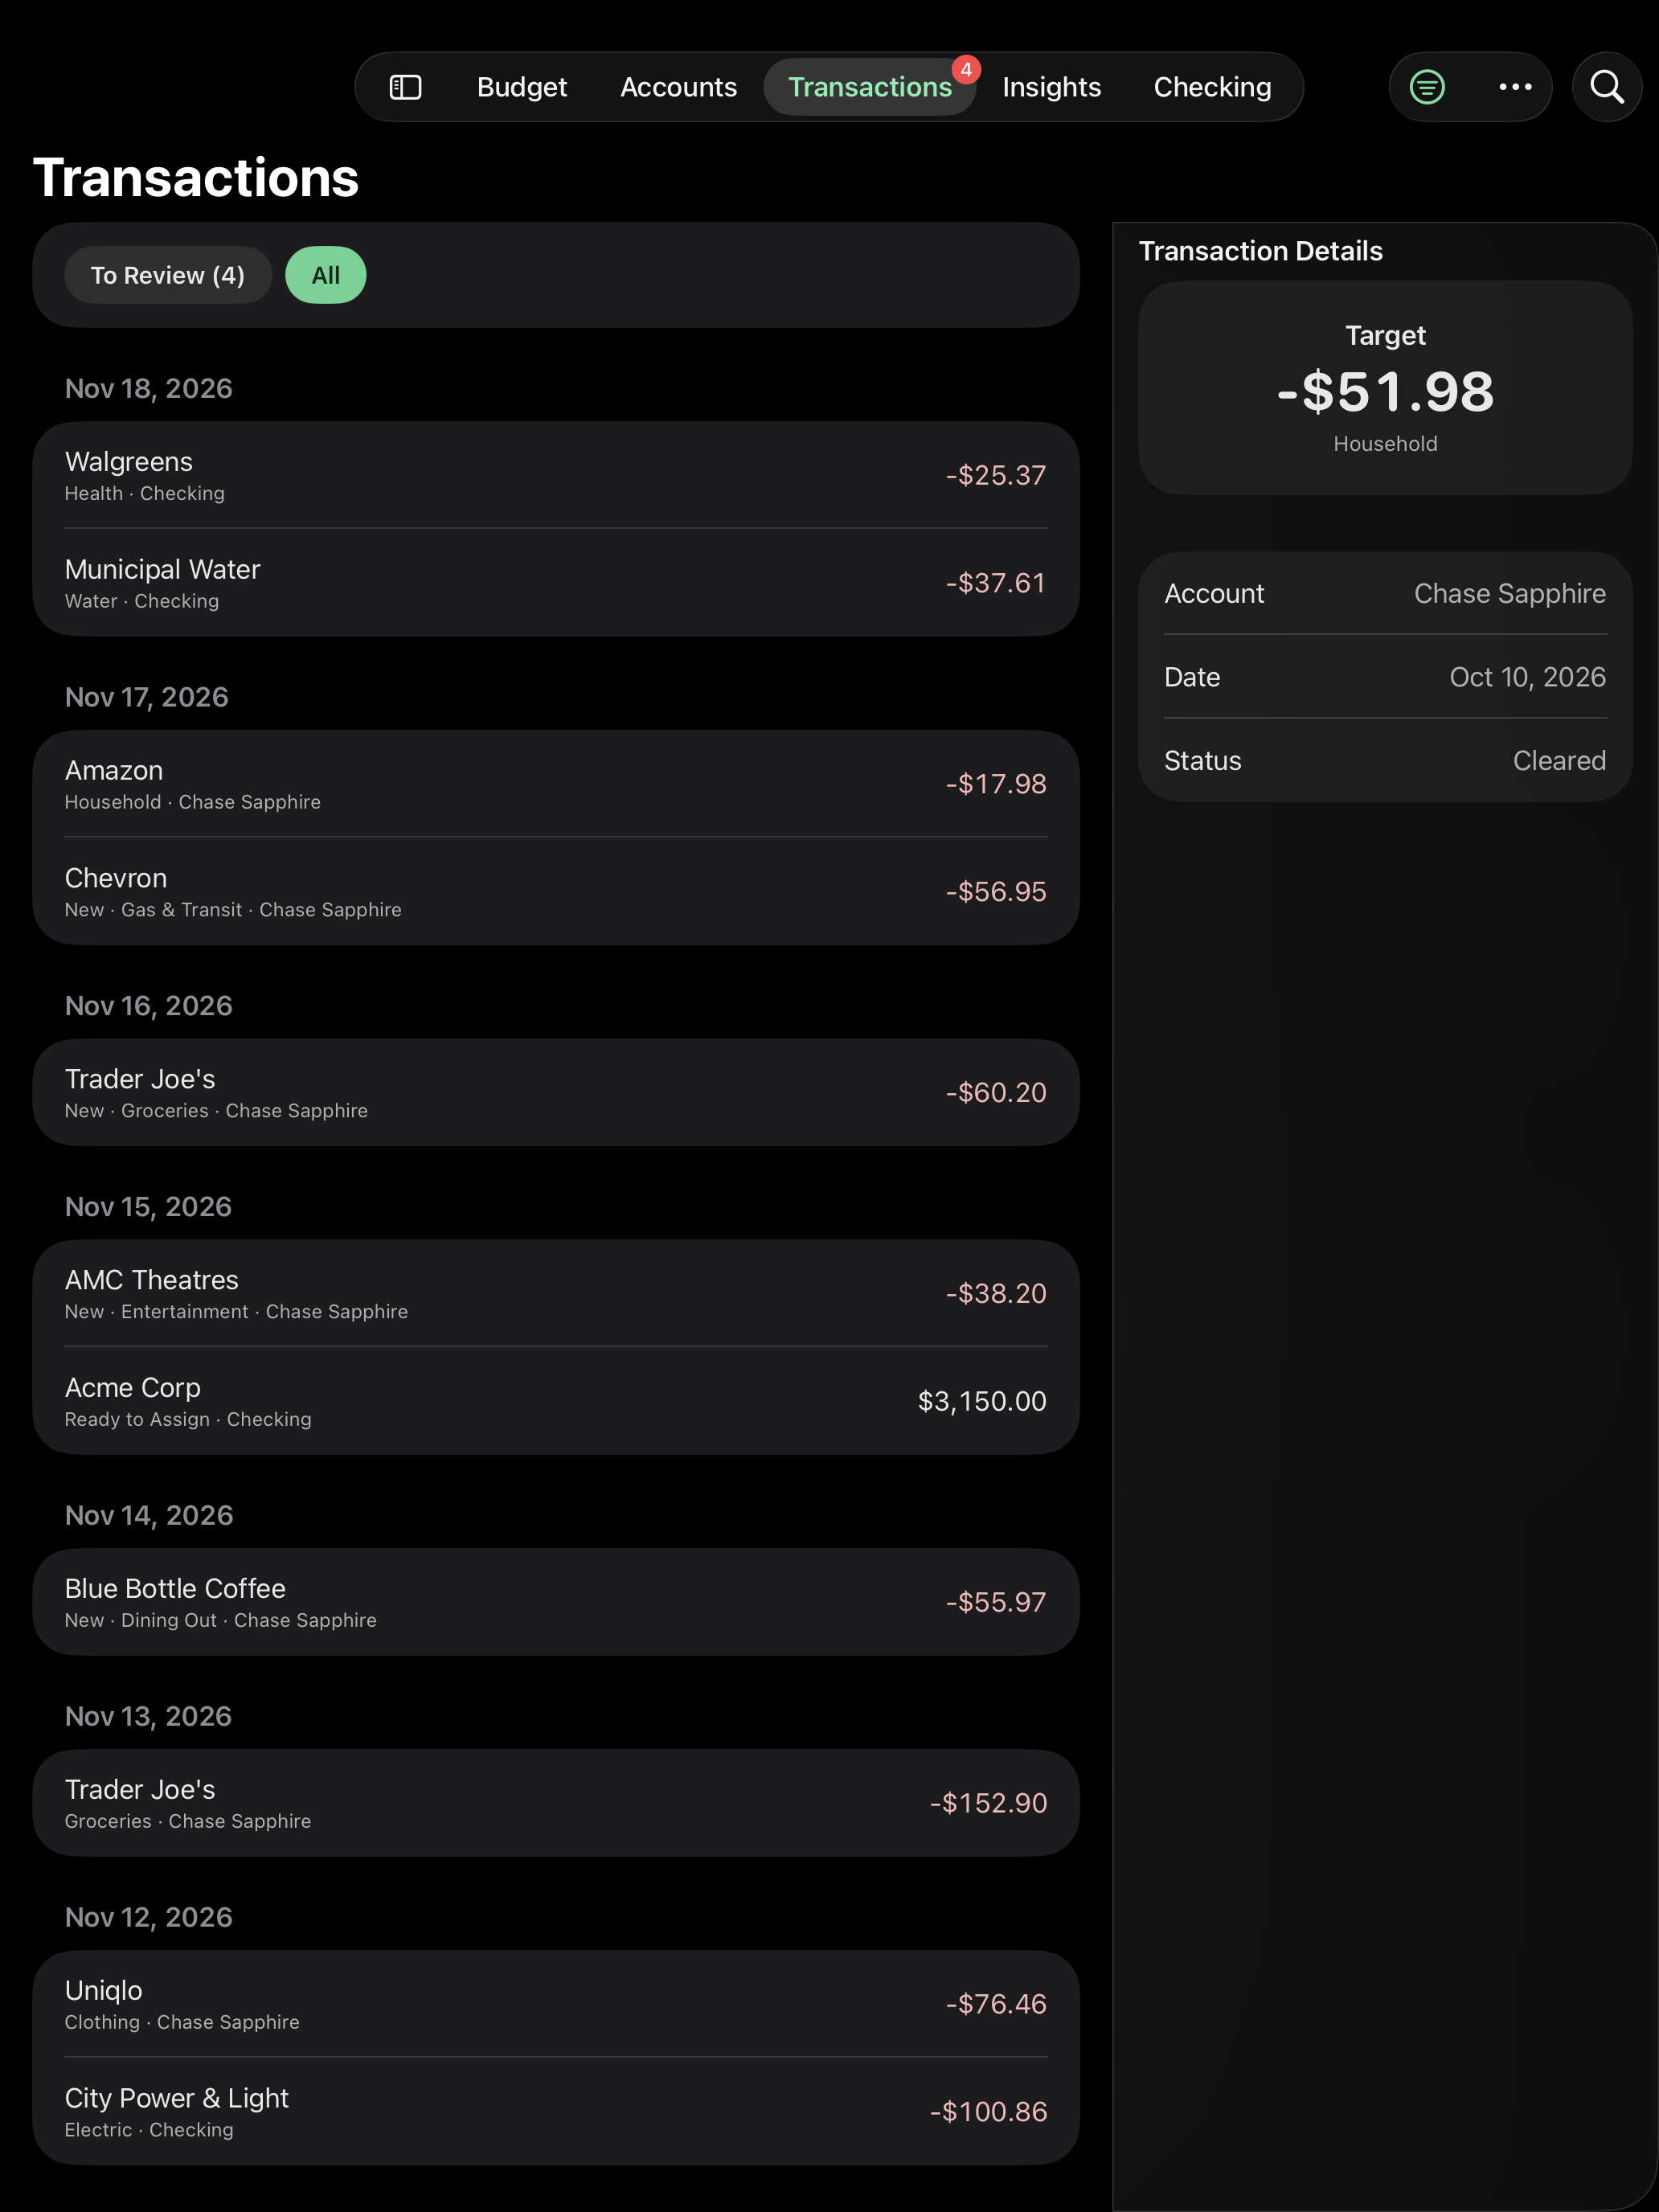 Budget
Accounts
Transactions
4
Insights
Checking
Transactions
To Review (4)
All
Nov 18, 2026
Walgreens
Health · Checking
-$25.37
Municipal Water
Water · Checking
-$37.61
Nov 17, 2026
Amazon
Household · Chase Sapphire
-$17.98
Chevron
New · Gas & Transit · Chase Sapphire
-$56.95
Nov 16, 2026
Trader Joe's
New · Groceries · Chase Sapphire
-$60.20
Nov 15, 2026
AMC Theatres
New · Entertainment · Chase Sapphire
-$38.20
Acme Corp
Ready to Assign · Checking
$3,150.00
Nov 14, 2026
Blue Bottle Coffee
New · Dining Out · Chase Sapphire
-$55.97
Nov 13, 2026
Trader Joe's
Groceries · Chase Sapphire
-$152.90
Nov 12, 2026
Uniqlo
Clothing · Chase Sapphire
-$76.46
City Power & Light
Electric · Checking
-$100.86
Transaction Details
Target
-$51.98
Household
Account
Chase Sapphire
Date
Oct 10, 2026
Status
Cleared